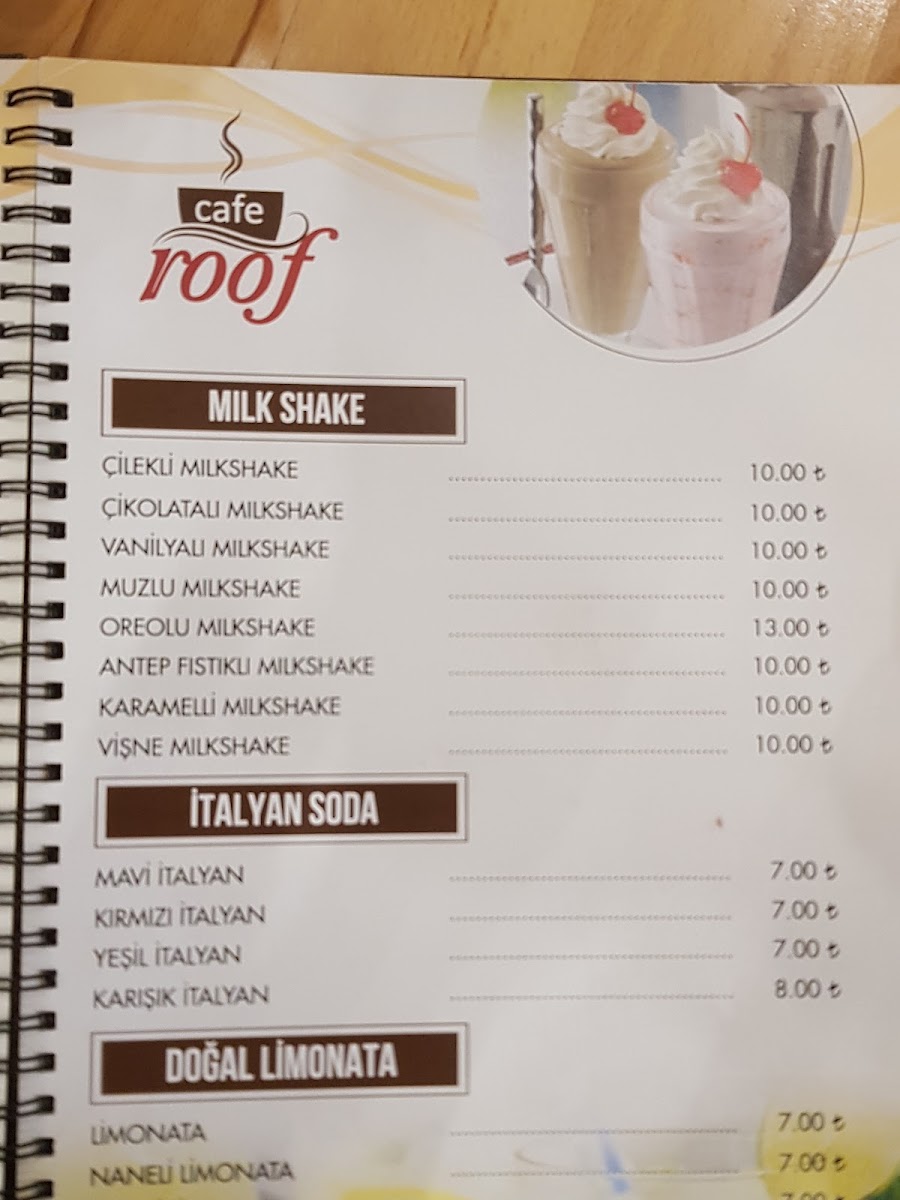 cafe
roof
MILK SHAKE
ÇİLEKLİ MILKSHAKE 10.00 ₺
ÇİKOLATALI MILKSHAKE 10.00 ₺
VANİLYALI MILKSHAKE 10.00 ₺
MUZLU MILKSHAKE 10.00 ₺
OREOLU MILKSHAKE 13.00 ₺
ANTEP FISTIKLI MILKSHAKE 10.00 ₺
KARAMELLİ MILKSHAKE 10.00 ₺
VİŞNE MILKSHAKE 10.00 ₺
İTALYAN SODA
MAVİ İTALYAN 7.00 ₺
KIRMIZI İTALYAN 7.00 ₺
YEŞİL İTALYAN 7.00 ₺
KARIŞIK İTALYAN 8.00 ₺
DOĞAL LİMONATA
LİMONATA 7.00 ₺
NANELİ LİMONATA 7.00 ₺